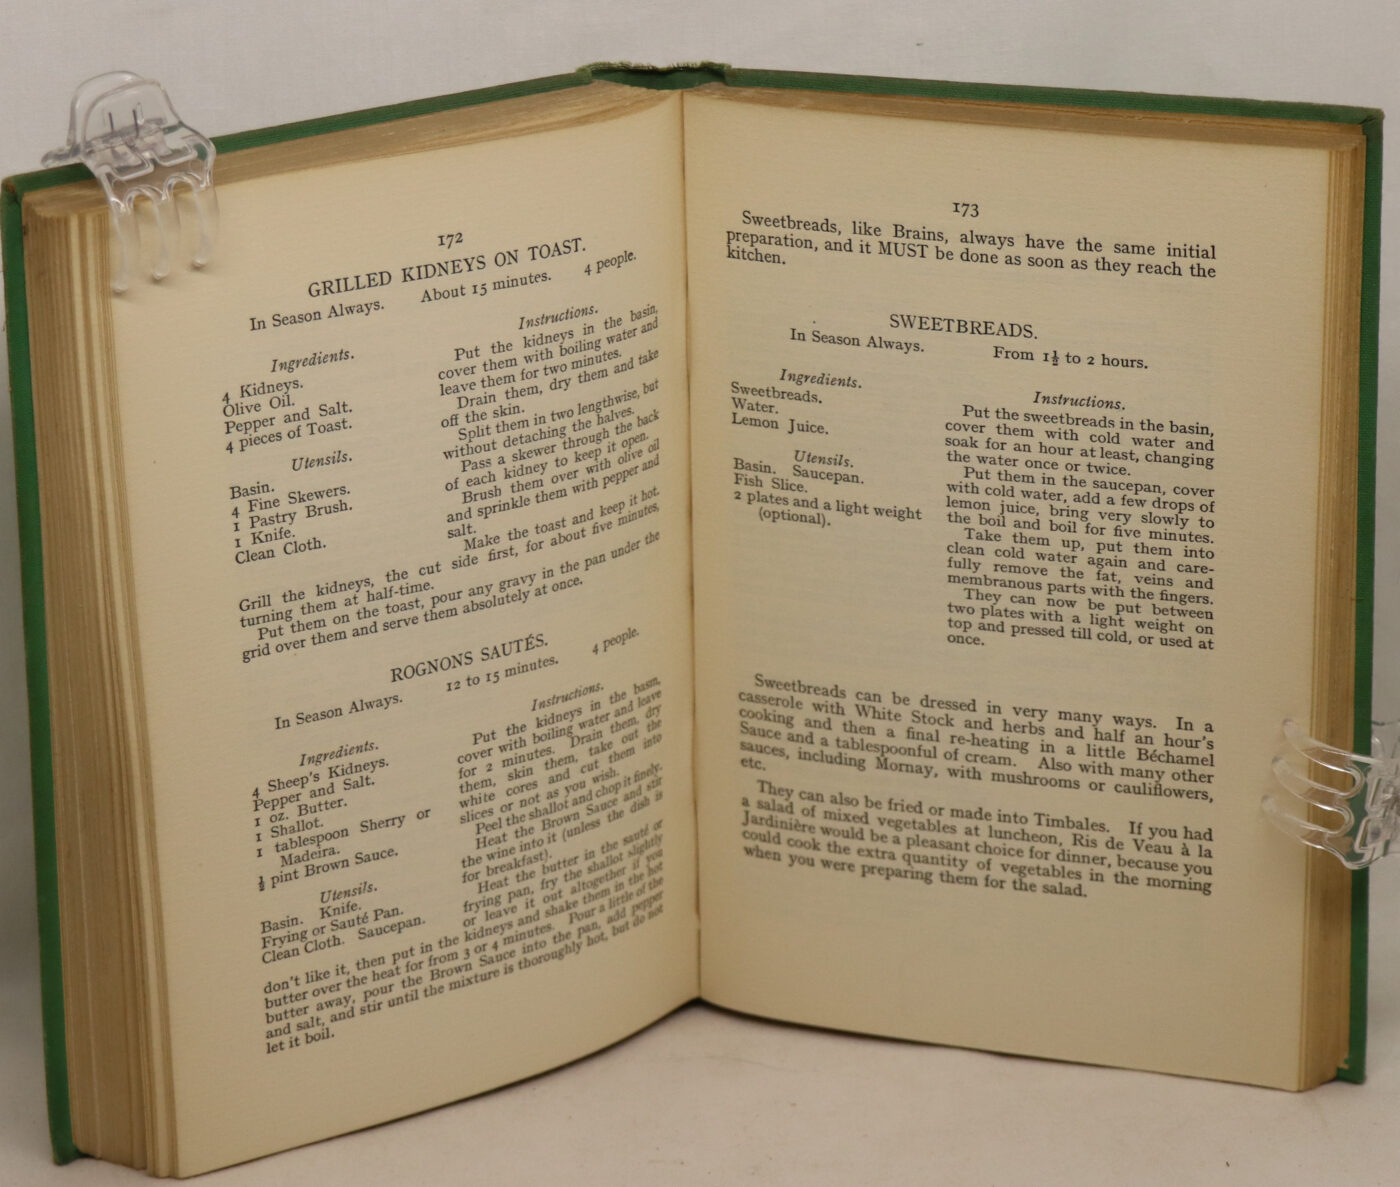 172
GRILLED KIDNEYS ON TOAST.
In Season Always. About 15 minutes. 4 people.
Ingredients.
4 Kidneys.
Olive Oil.
Pepper and Salt.
4 pieces of Toast.
Utensils.
Basin.
4 Fine Skewers.
1 Pastry Brush.
1 Knife.
Clean Cloth.
Instructions.
Put the kidneys in the basin,
cover them with boiling water and
leave them for two minutes.
Drain them, dry them and take
off the skin.
Split them in two lengthwise, but
without detaching the halves.
Pass a skewer through the back
of each kidney to keep it open.
Brush them over with olive oil
and sprinkle them with pepper and
salt.
Make the toast and keep it hot.
Grill the kidneys, the cut side first, for about five minutes,
turning them at half-time.
Put them on the toast, pour any gravy in the pan under the
grid over them and serve them absolutely at once.
ROGNONS SAUTÉS.
In Season Always. 12 to 15 minutes. 4 people.
Ingredients.
4 Sheep's Kidneys.
Pepper and Salt.
1 oz. Butter.
1 Shallot.
1 tablespoon Sherry or
Madeira.
½ pint Brown Sauce.
Utensils.
Basin. Knife.
Frying or Sauté Pan.
Clean Cloth. Saucepan.
Instructions.
Put the kidneys in the basin,
cover with boiling water and leave
for 2 minutes. Drain them, dry
them, skin them, take out the
white cores and cut them into
slices or not as you wish.
Peel the shallot and chop it finely.
Heat the Brown Sauce and stir
the wine into it (unless the dish is
for breakfast).
Heat the butter in the sauté or
frying pan, fry the shallot slightly
or leave it out altogether if you
don't like it, then put in the kidneys and shake them in the hot
butter over the heat for from 3 or 4 minutes. Pour a little of the
butter away, pour the Brown Sauce into the pan, add pepper
and salt, and stir until the mixture is thoroughly hot, but do not
let it boil.
173
Sweetbreads, like Brains, always have the same initial
preparation, and it MUST be done as soon as they reach the
kitchen.
SWEETBREADS.
In Season Always. From 1½ to 2 hours.
Ingredients.
Sweetbreads.
Water.
Lemon Juice.
Utensils.
Basin. Saucepan.
Fish Slice.
2 plates and a light weight
(optional).
Instructions.
Put the sweetbreads in the basin,
cover them with cold water and
soak for an hour at least, changing
the water once or twice.
Put them in the saucepan, cover
with cold water, add a few drops of
lemon juice, bring very slowly to
the boil and boil for five minutes.
Take them up, put them into
clean cold water again and care-
fully remove the fat, veins and
membranous parts with the fingers.
They can now be put between
two plates with a light weight on
top and pressed till cold, or used at
once.
Sweetbreads can be dressed in very many ways. In a
casserole with White Stock and herbs and half an hour's
cooking and then a final re-heating in a little Béchamel
Sauce and a tablespoonful of cream. Also with many other
sauces, including Mornay, with mushrooms or cauliflowers,
etc.
They can also be fried or made into Timbales. If you had
a salad of mixed vegetables at luncheon, Ris de Veau à la
Jardinière would be a pleasant choice for dinner, because you
could cook the extra quantity of vegetables in the morning
when you were preparing them for the salad.